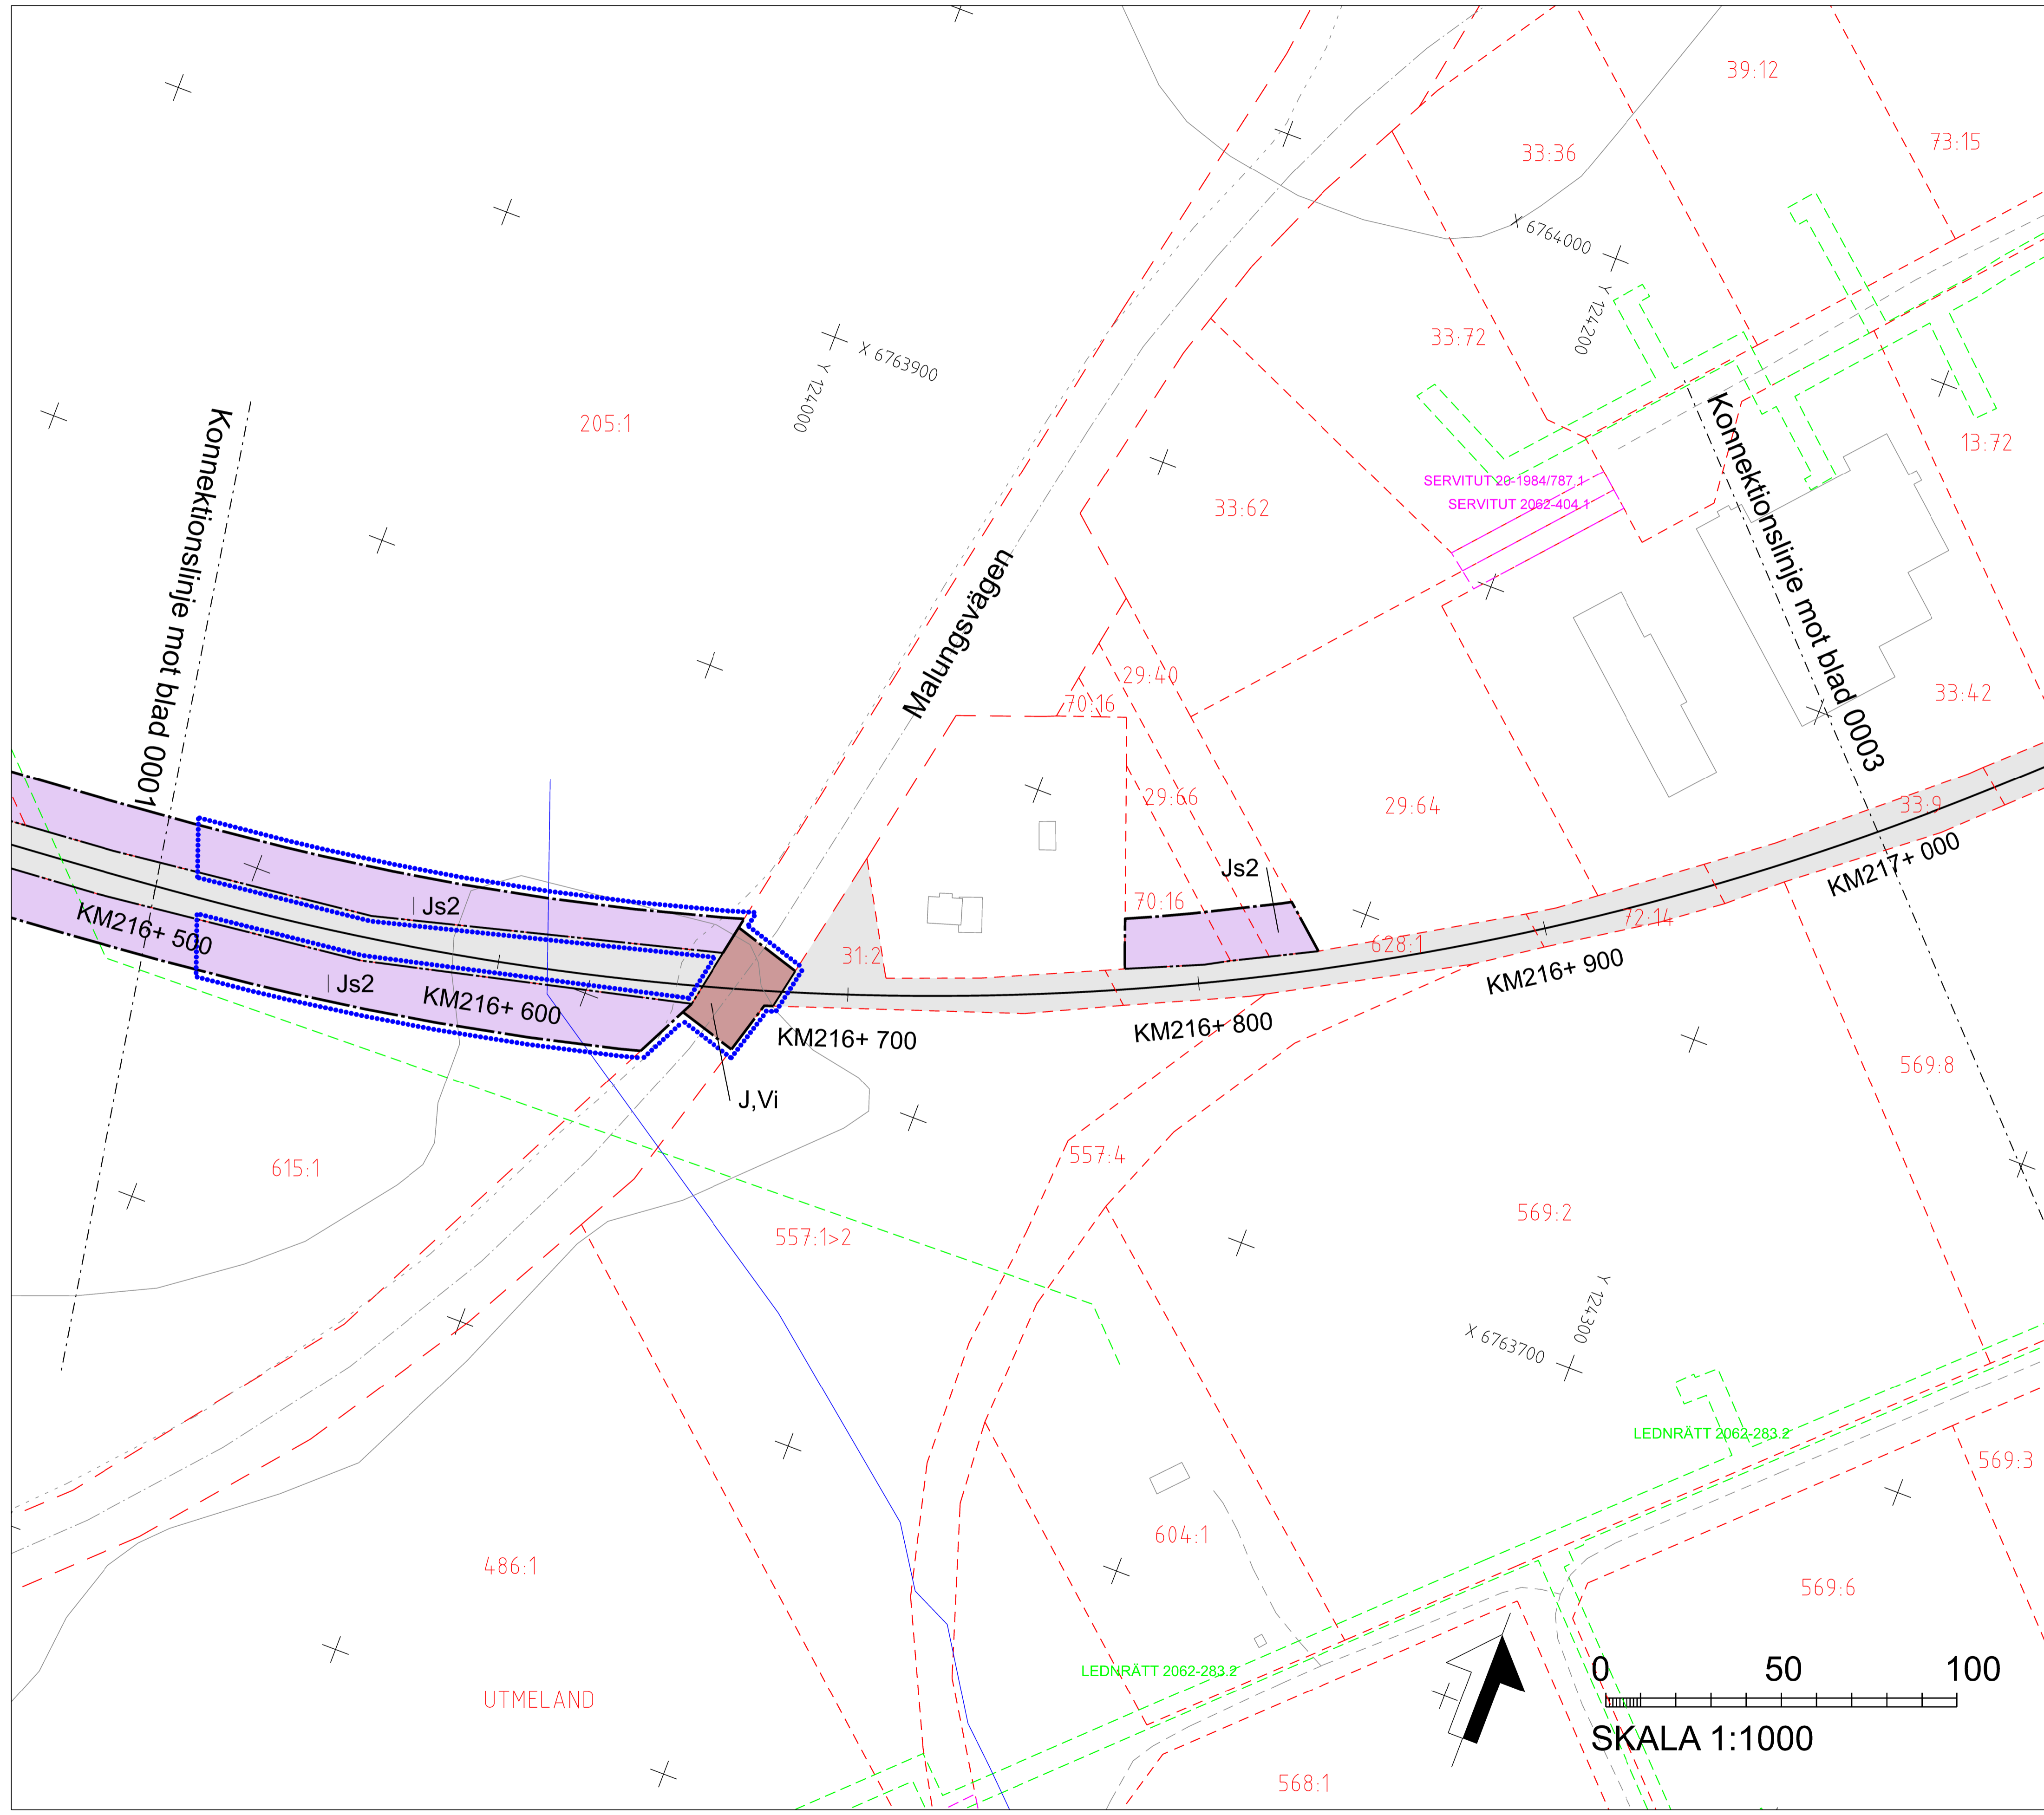 39:12
73:15
33:36
X 6764000
Y 124200
33:72
X 6763900
Y 124000
205:1
Konnektionslinje mot blad 0001
Konnektionslinje mot blad 0003
13:72
SERVITUT 20-1984/787.1
SERVITUT 2062-404.1
33:62
Malungsvägen
29:40
70:16
33:42
29:66
29:64
33:9
Js2
70:16
Js2
72:14
KM217+ 000
KM216+ 500
628:1
31:2
KM216+ 900
Js2
KM216+ 600
KM216+ 800
KM216+ 700
J,Vi
569:8
557:4
615:1
569:2
557:1>2
Y 124300
X 6763700
LEDNRÄTT 2062-283.2
569:3
604:1
486:1
569:6
LEDNRÄTT 2062-283.2
0 50 100
UTMELAND
SKALA 1:1000
568:1